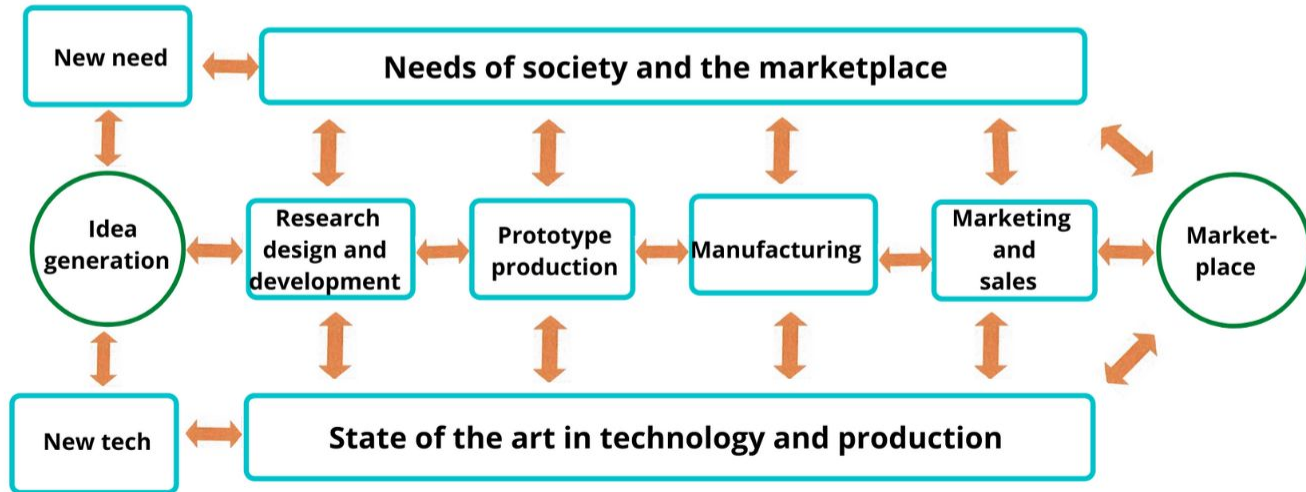 New need
Needs of society and the marketplace
Idea
generation
Research
design and
development
Prototype
production
Manufacturing
Marketing
and
sales
Market-
place
New tech
State of the art in technology and production